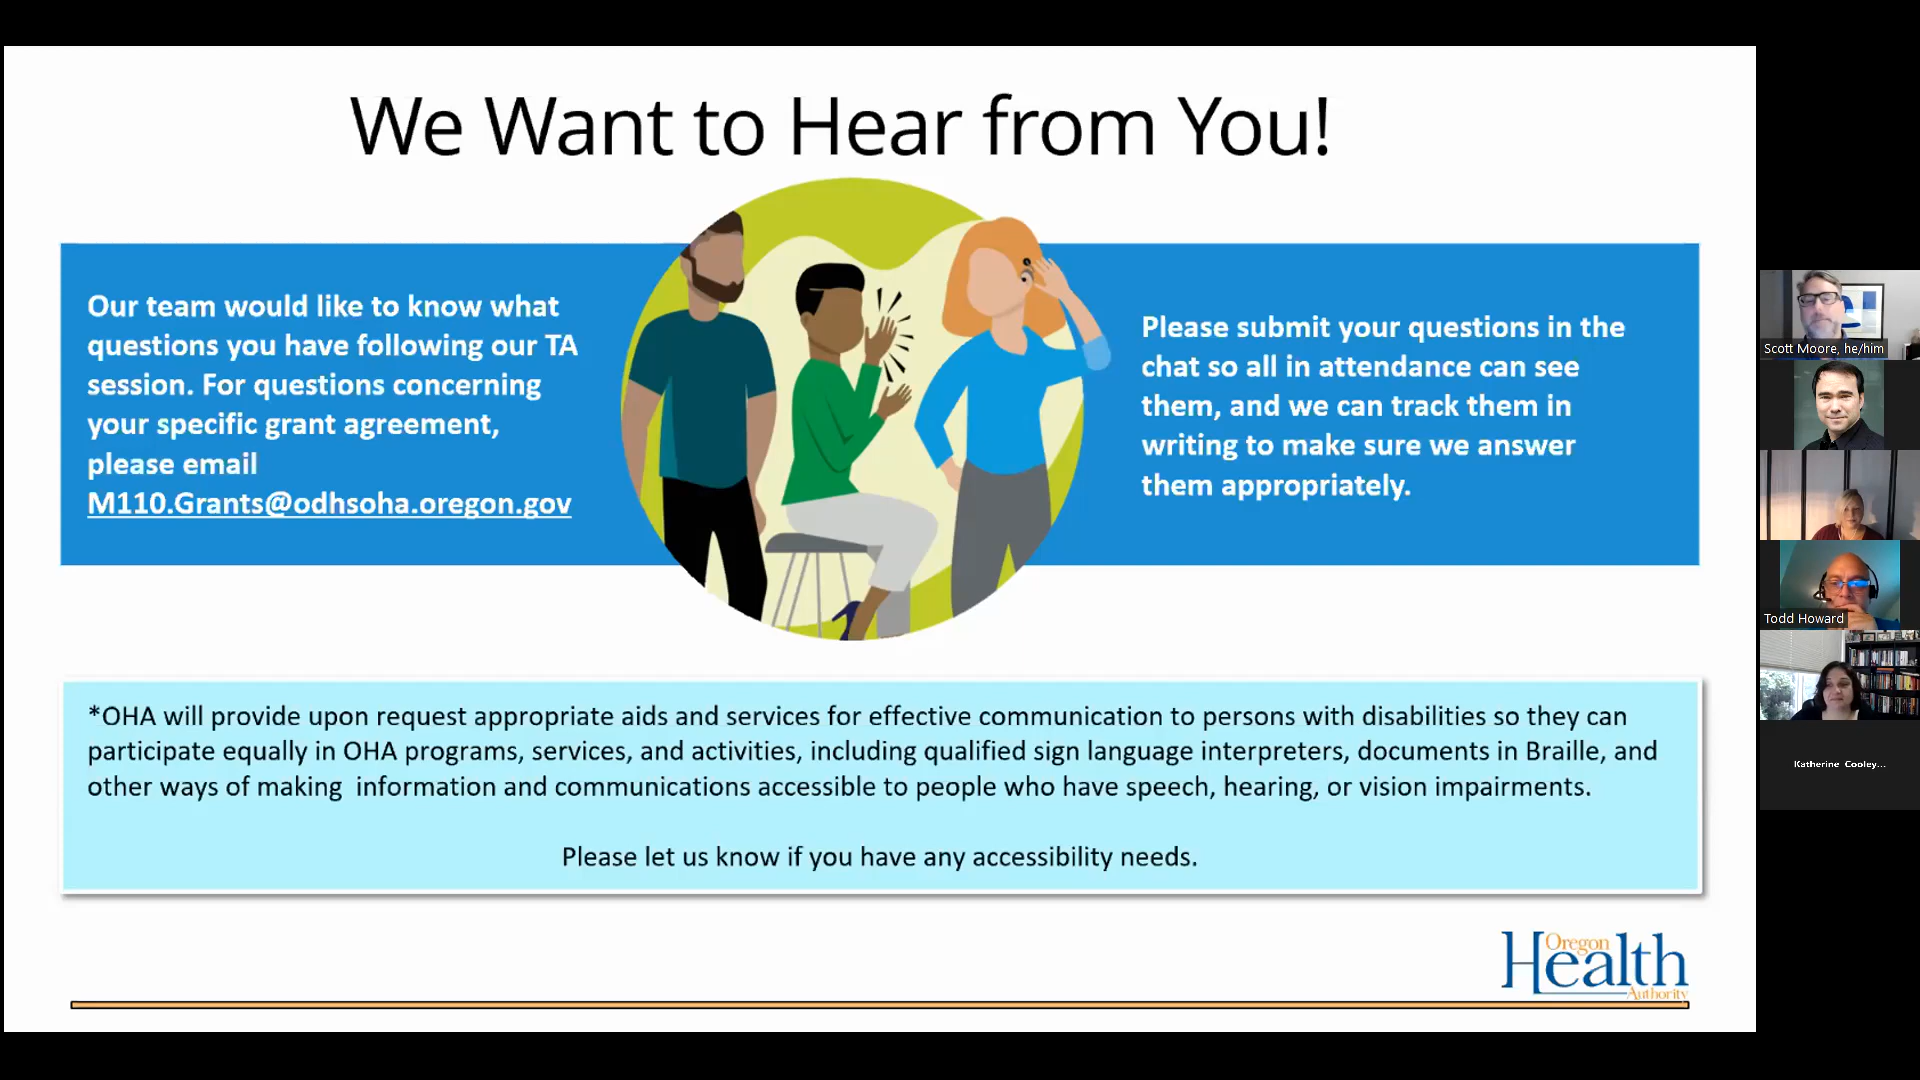 We Want to Hear from You!
Our team would like to know what
questions you have following our TA
session. For questions concerning
your specific grant agreement,
please email
M110.Grants@odhsoha.oregon.gov
Please submit your questions in the
chat so all in attendance can see
them, and we can track them in
writing to make sure we answer
them appropriately.
*OHA will provide upon request appropriate aids and services for effective communication to persons with disabilities so they can
participate equally in OHA programs, services, and activities, including qualified sign language interpreters, documents in Braille, and
other ways of making  information and communications accessible to people who have speech, hearing, or vision impairments.
Please let us know if you have any accessibility needs.
Oregon
Health
Authority
Scott Moore, he/him
Todd Howard
Katherine Cooley...